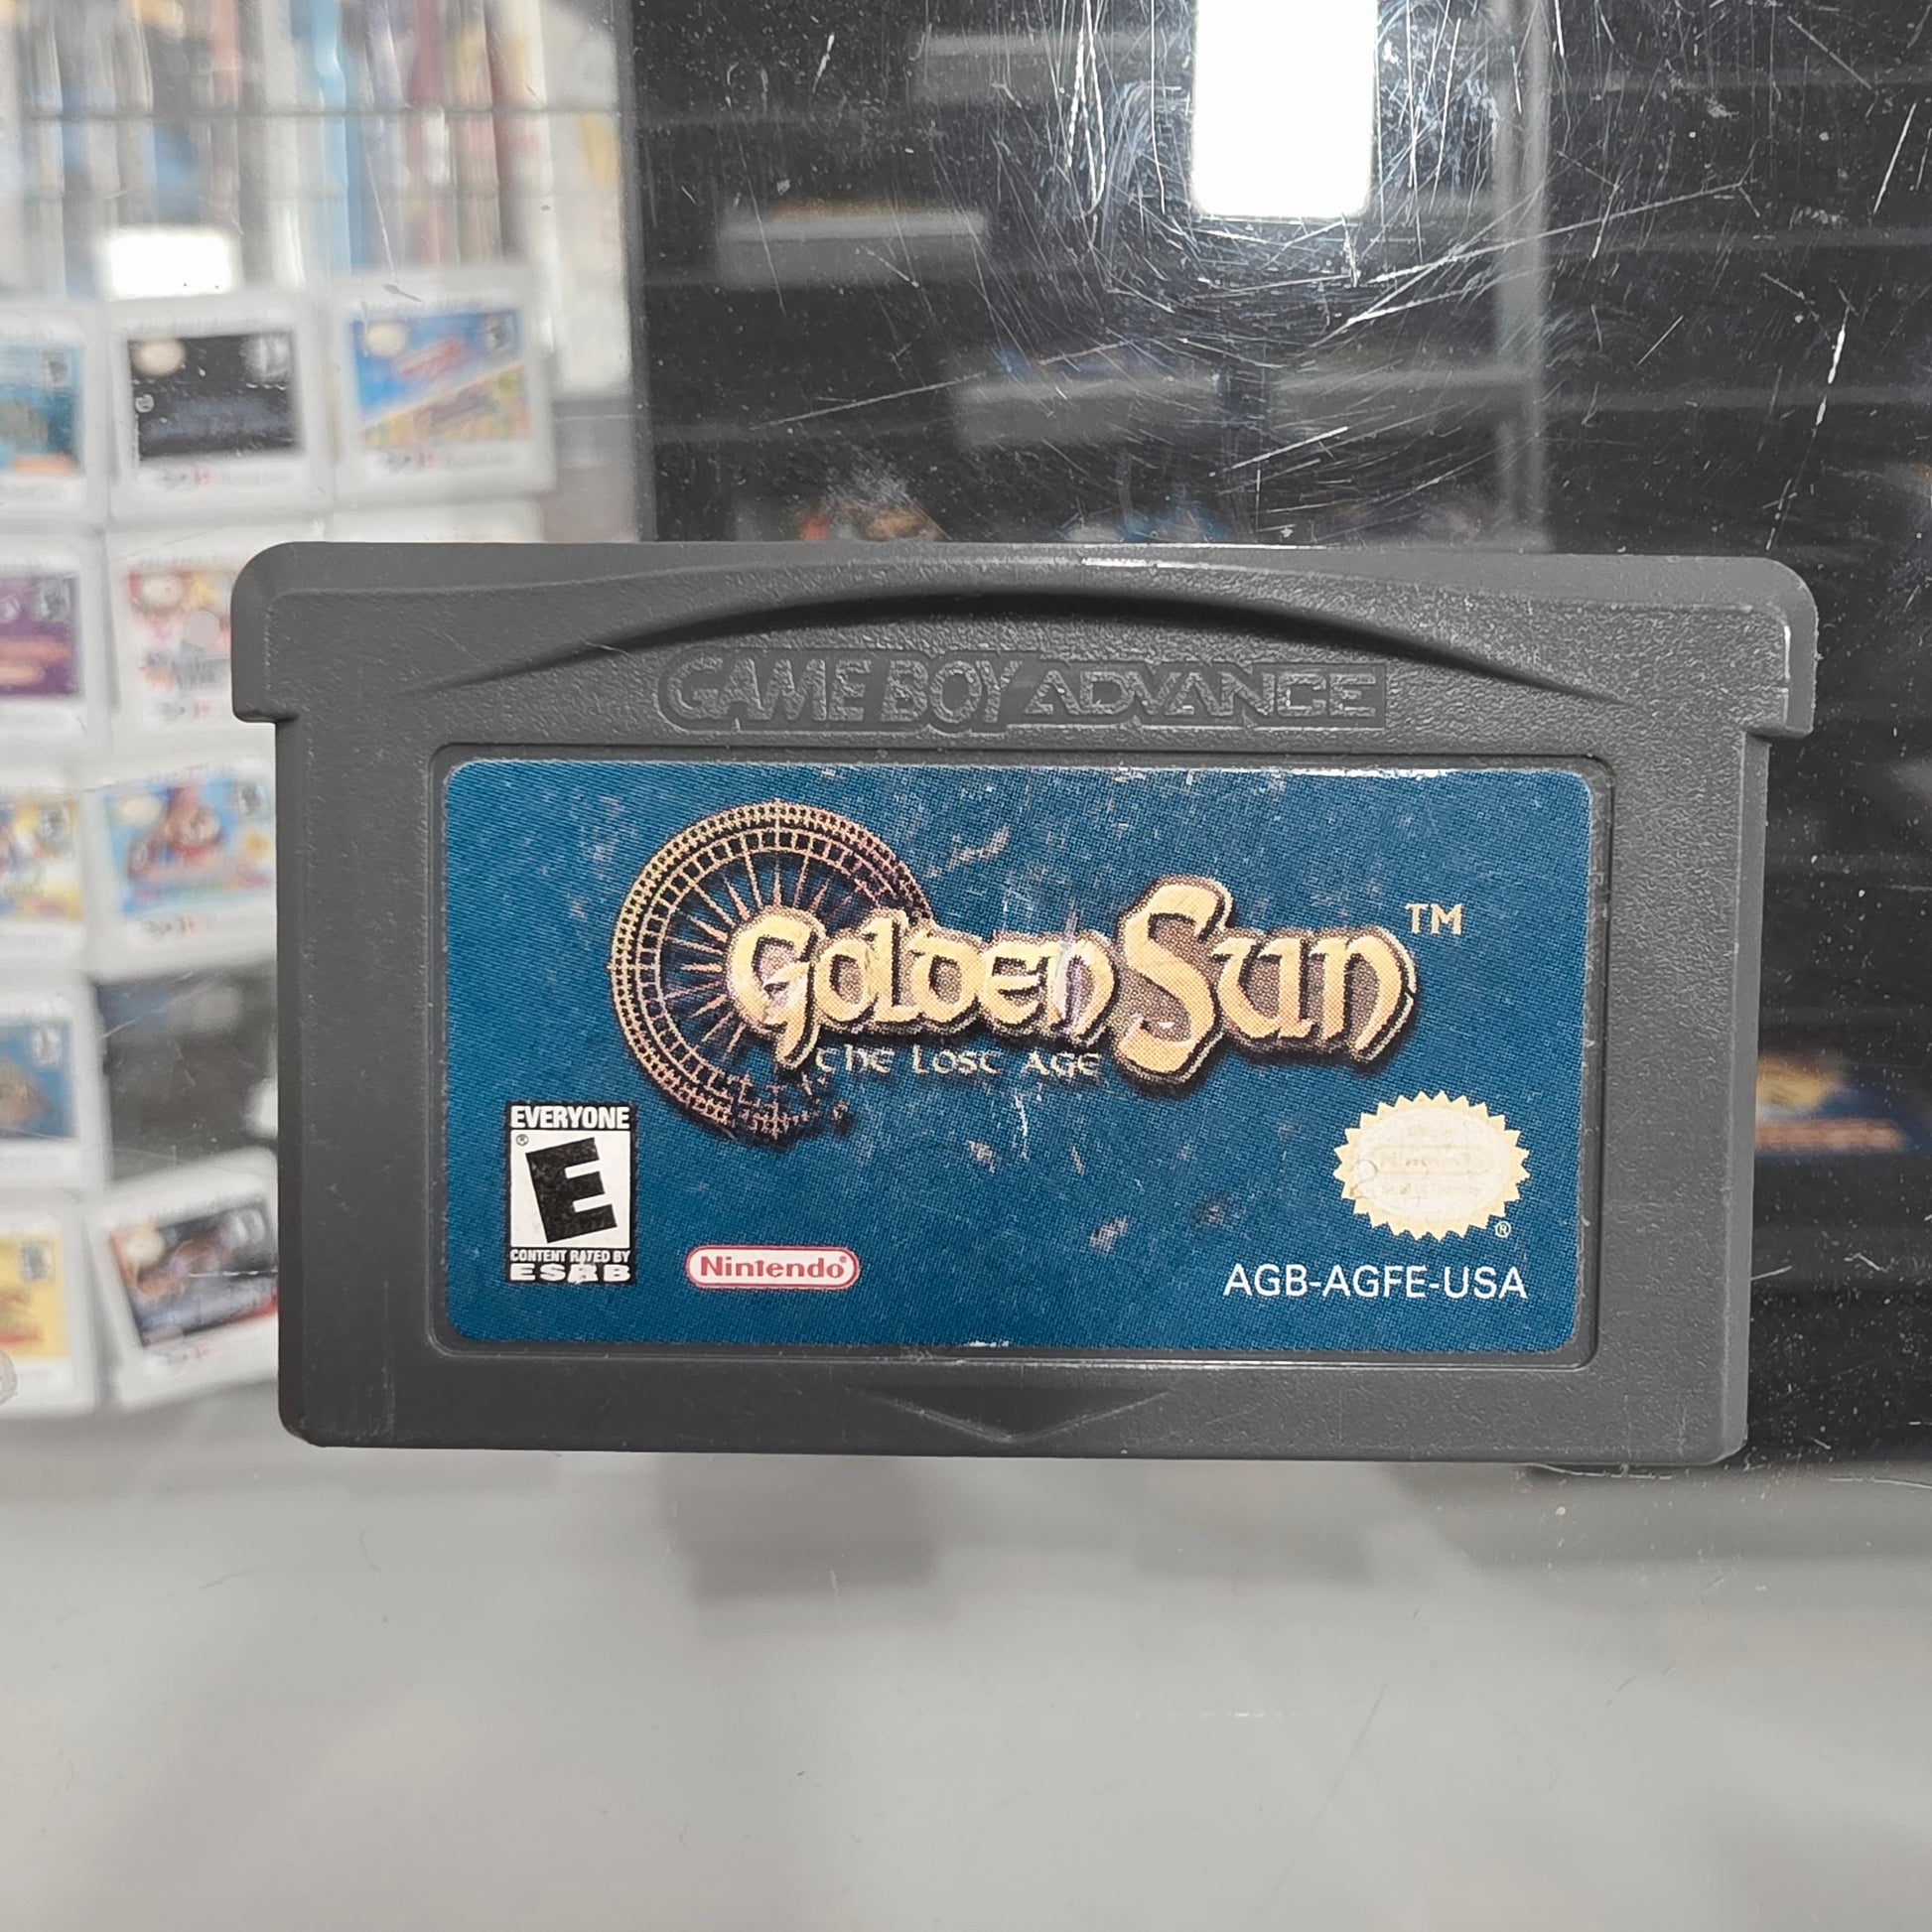 GAME BOY ADVANCE
Golden Sun™
the Lost Age
EVERYONE
E®
CONTENT RATED BY
ESRB
Nintendo®
®
AGB-AGFE-USA